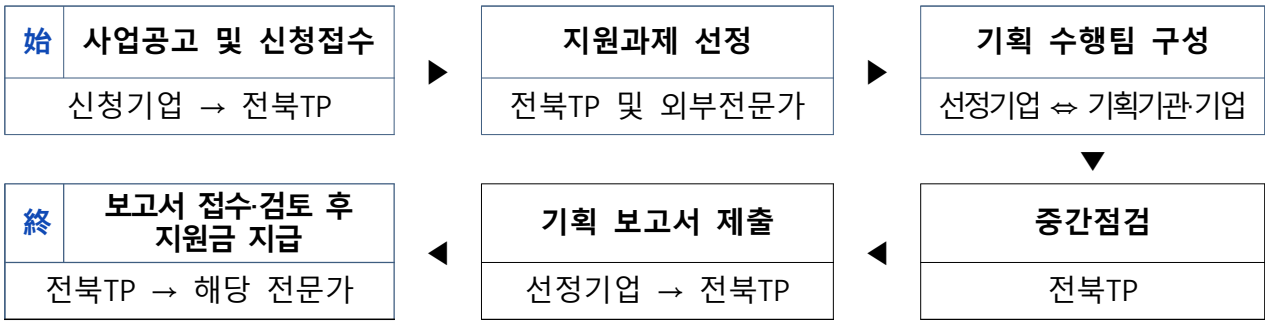 始 사업공고 및 신청접수
신청기업 → 전북TP
▶
지원과제 선정
전북TP 및 외부전문가
▶
기획 수행팀 구성
선정기업 ⇔ 기획기관·기업
▼
중간점검
전북TP
◀
기획 보고서 제출
선정기업 → 전북TP
◀
終 보고서 접수·검토 후
지원금 지급
전북TP → 해당 전문가